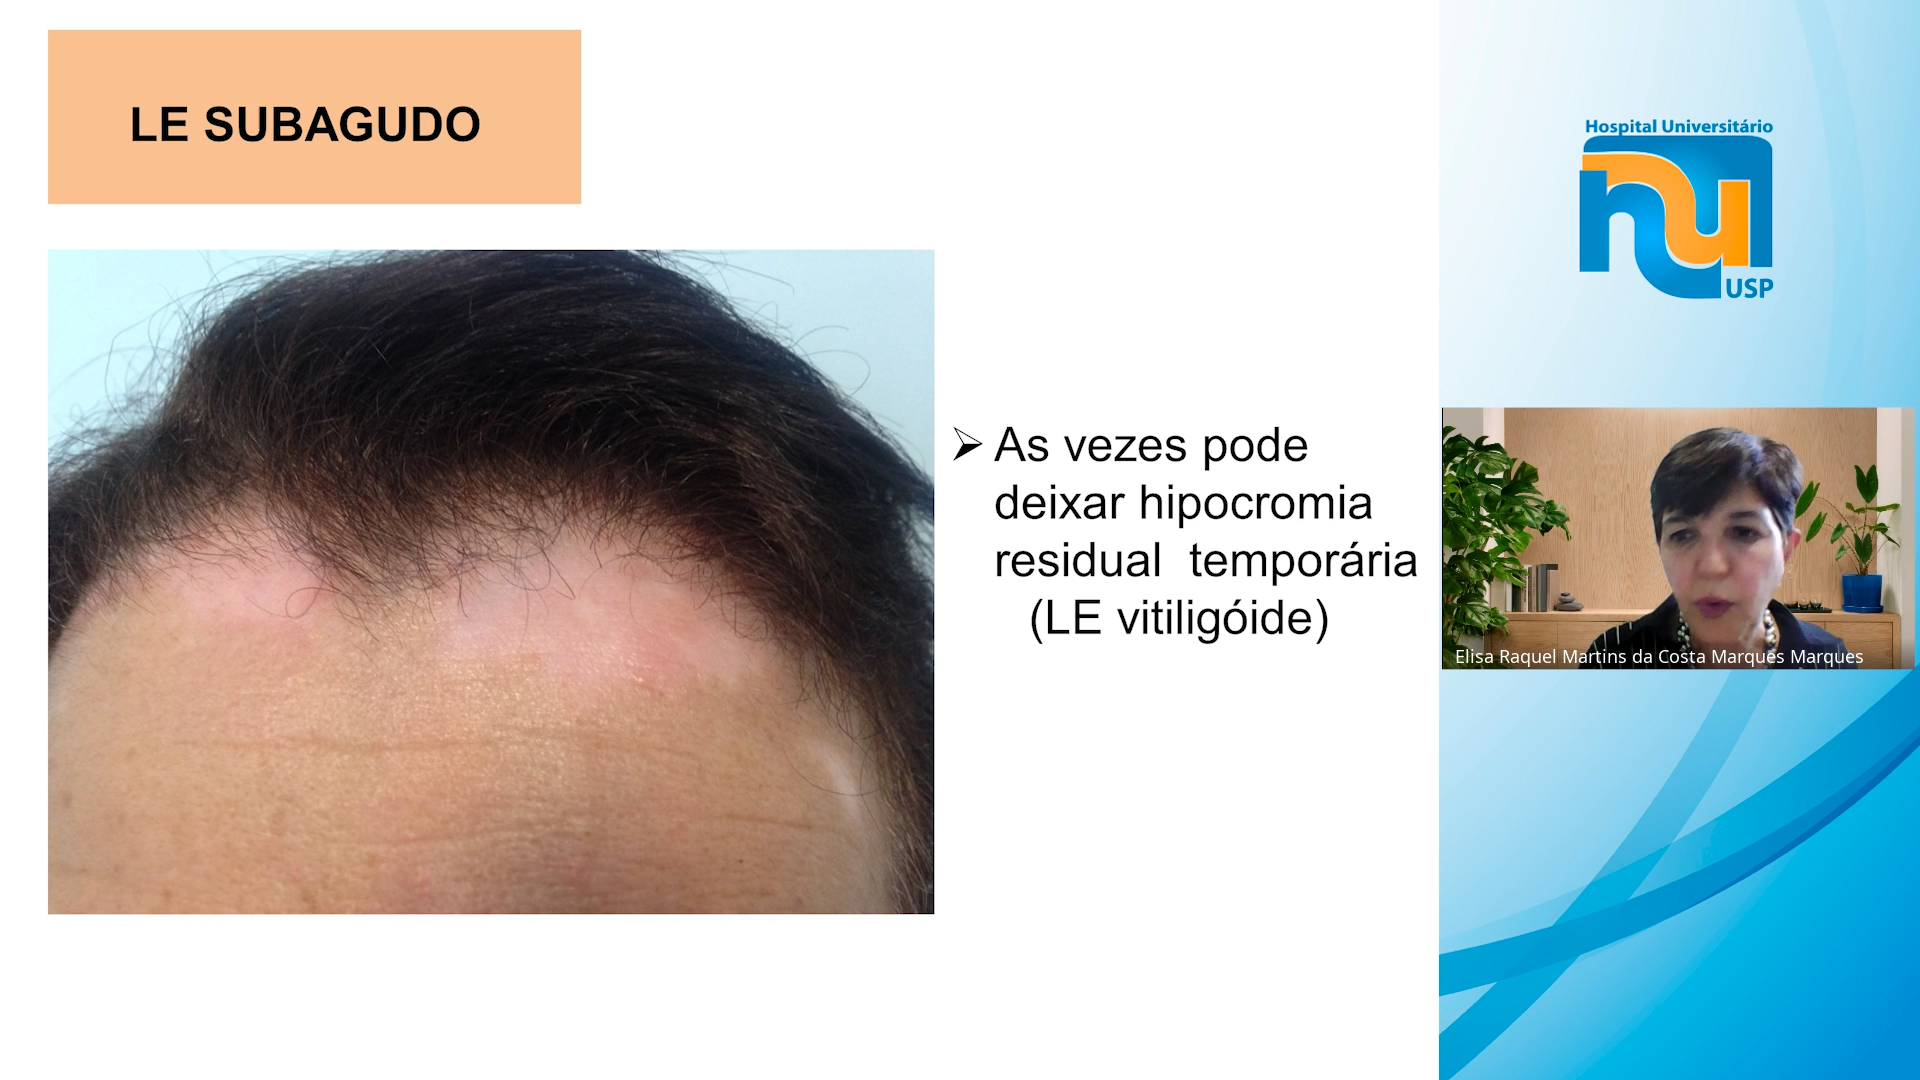 LE SUBAGUDO
➢ As vezes pode
deixar hipocromia
residual temporária
(LE vitiligóide)
Hospital Universitário
hu
USP
Elisa Raquel Martins da Costa Marques Marques